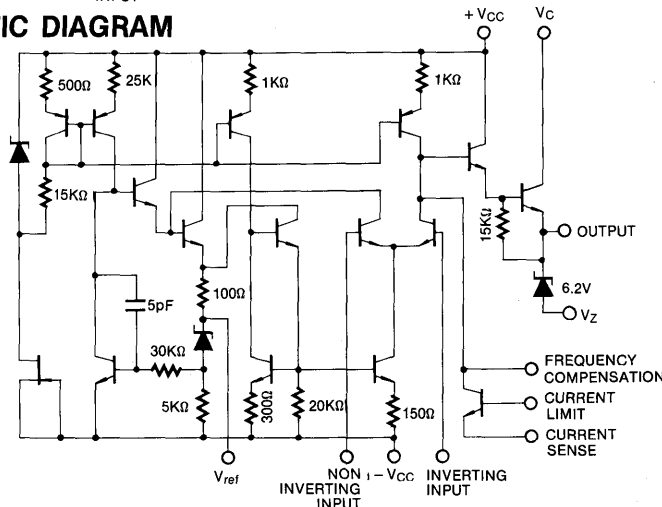 INPUT
IC DIAGRAM
+ VCC
VC
500Ω
25K
1KΩ
1KΩ
15KΩ
15KΩ
OUTPUT
6.2V
VZ
5pF
100Ω
30KΩ
5KΩ
300Ω
20KΩ
150Ω
FREQUENCY
COMPENSATION
CURRENT
LIMIT
CURRENT
SENSE
Vref
NON
INVERTING
INPUT
– VCC
INVERTING
INPUT